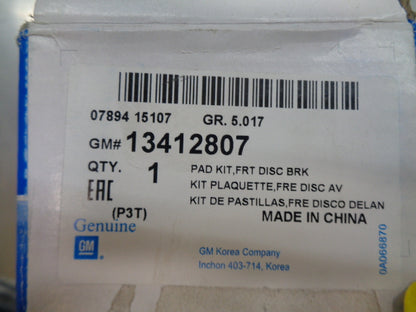 07894 15107 GR. 5.017
GM# 13412807
QTY. 1 PAD KIT,FRT DISC BRK
KIT PLAQUETTE,FRE DISC AV
KIT DE PASTILLAS,FRE DISCO DELAN
EAC
(P3T) MADE IN CHINA
Genuine
GM
GM Korea Company
Inchon 403-714, Korea
0A066870